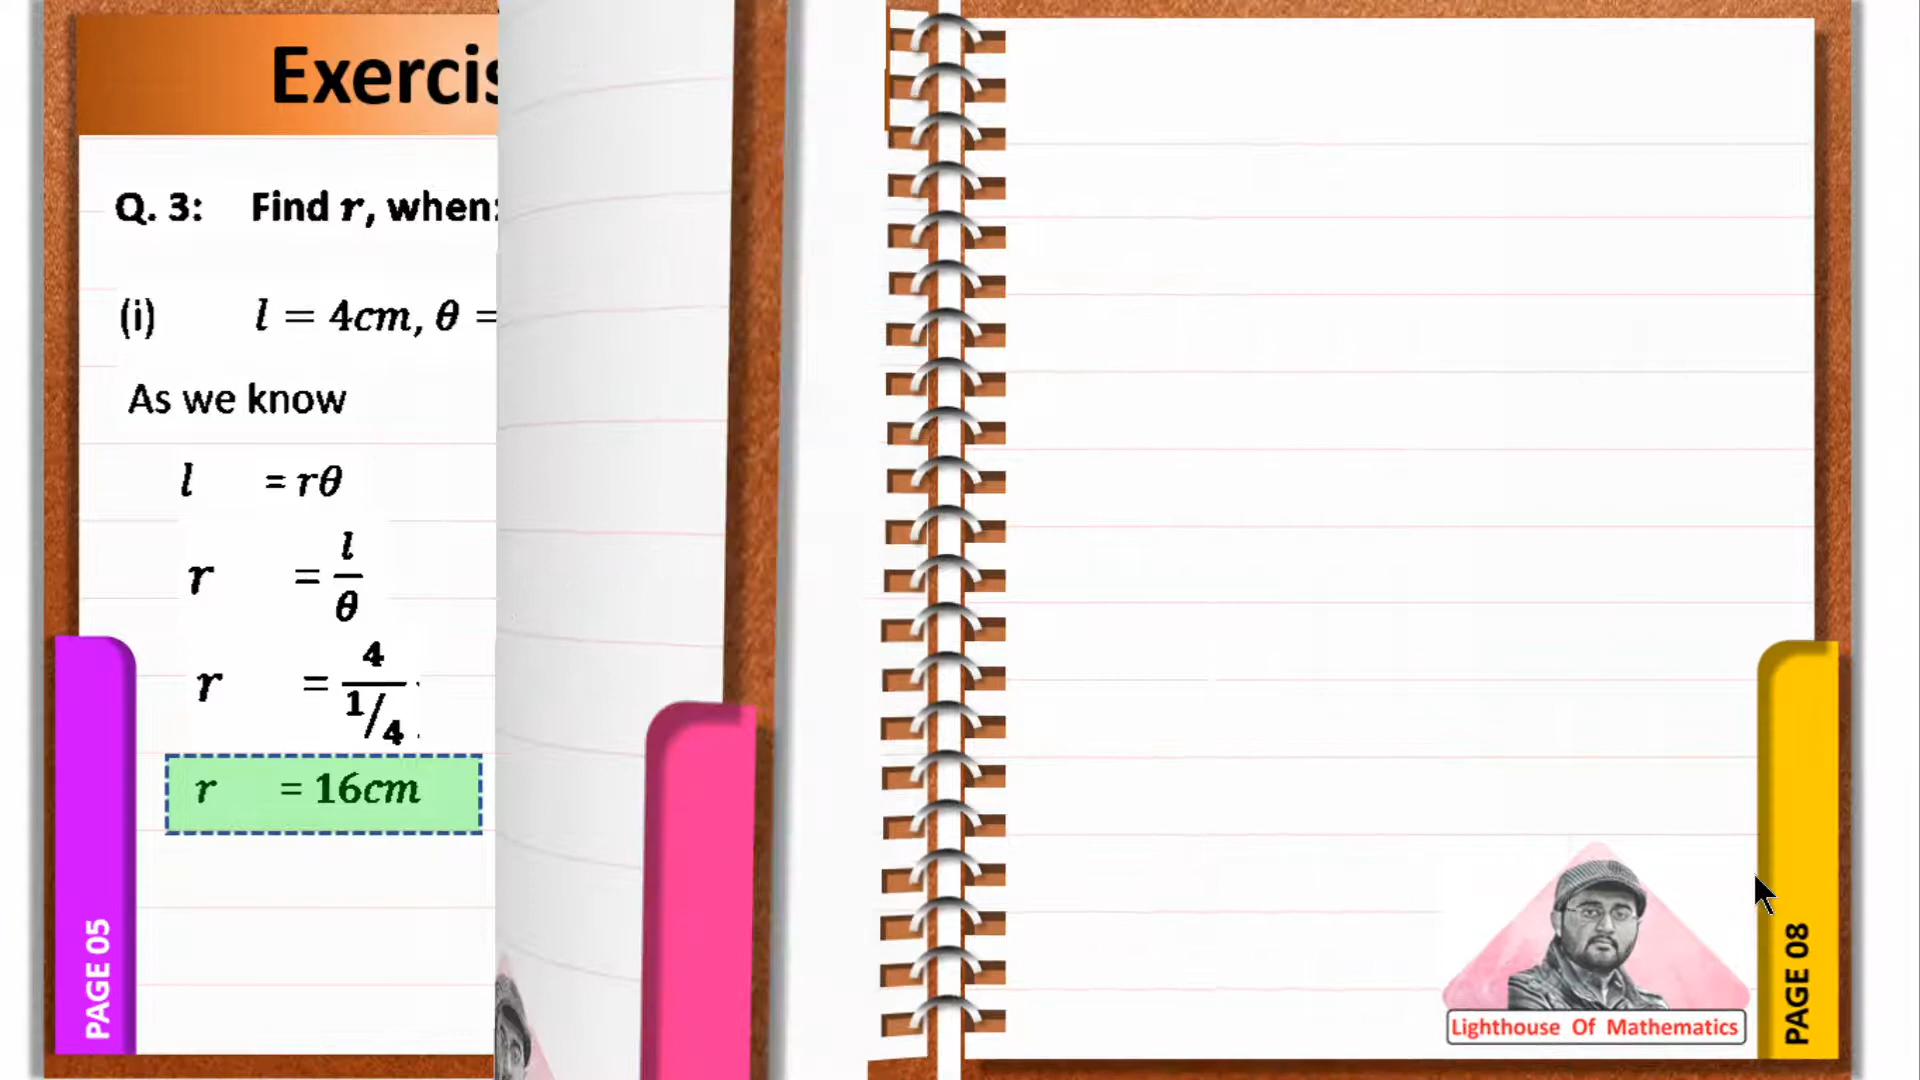 Exercis
Q. 3: Find r, when:
(i) l = 4cm, θ =
As we know
l = rθ
r = l/θ
r = 4/(1/4)
r = 16cm
PAGE 05
Lighthouse Of Mathematics
PAGE 08